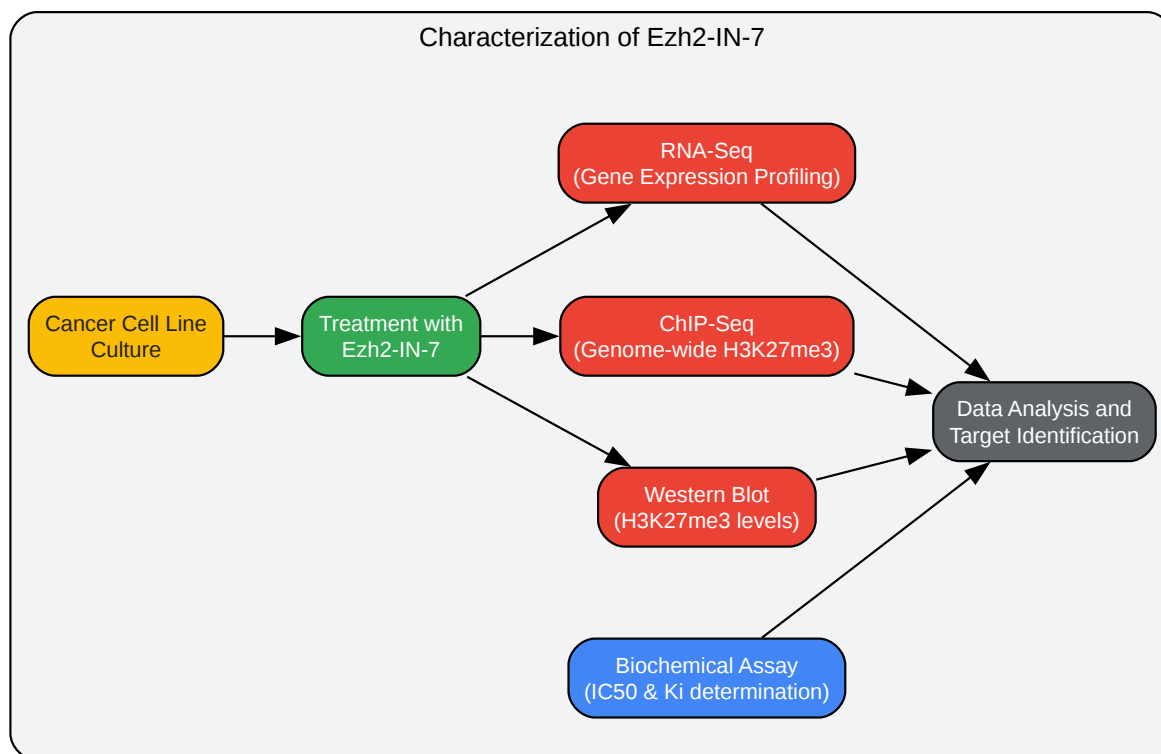 Characterization of Ezh2-IN-7
RNA-Seq
(Gene Expression Profiling)
Cancer Cell Line
Culture
Treatment with
Ezh2-IN-7
ChIP-Seq
(Genome-wide H3K27me3)
Data Analysis and
Target Identification
Western Blot
(H3K27me3 levels)
Biochemical Assay
(IC50 & Ki determination)